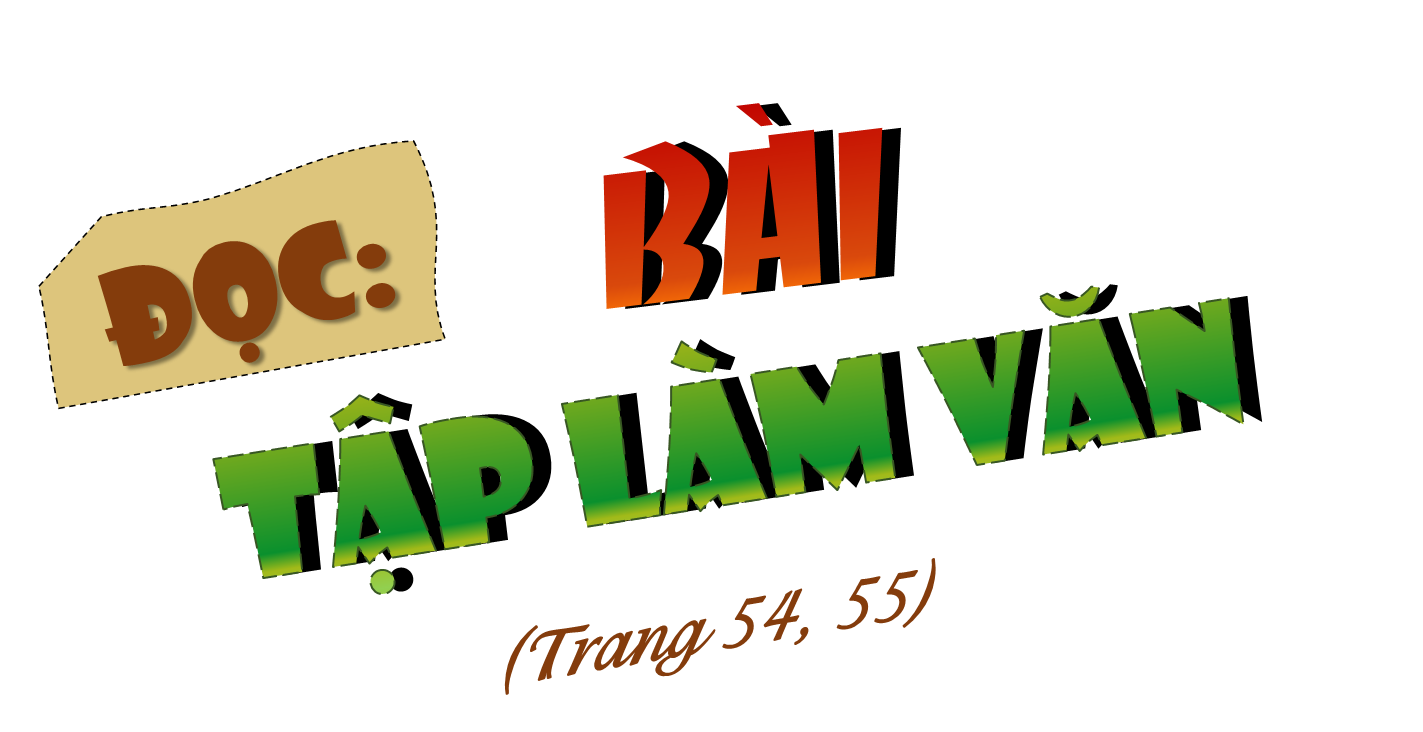 ĐỌC:
BÀI
TẬP LÀM VĂN
(Trang 54, 55)